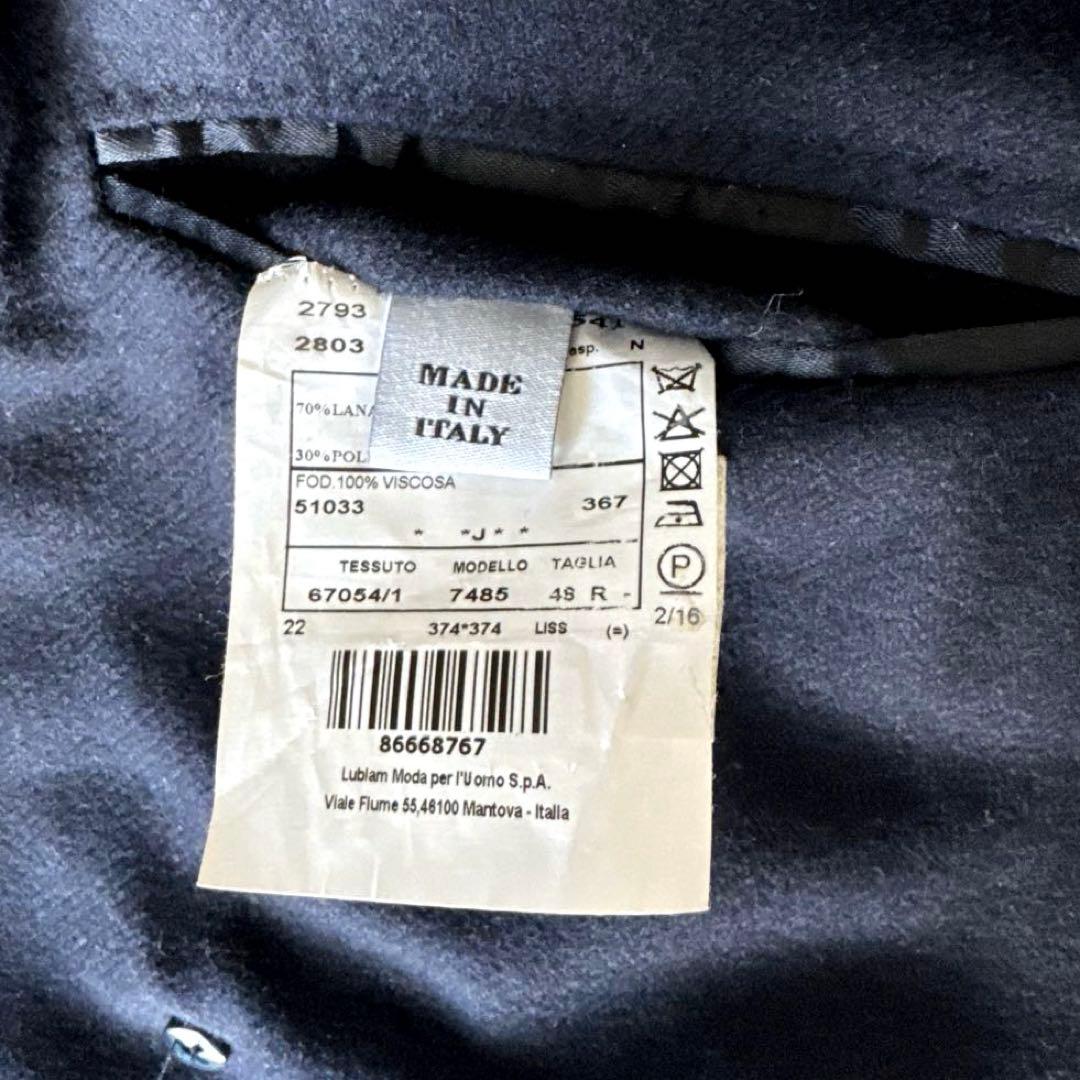 2793
2803
541
asp. N
MADE
IN
ITALY
70%LANA
30%POL
FOD.100% VISCOSA
51033 367
* *J* *
TESSUTO MODELLO TAGLIA
67054/1 7485 48 R -
P
22 374*374 LISS (=) 2/16
86668767
Lubiam Moda per l'Uomo S.p.A.
Viale Fiume 55,46100 Mantova - Italia